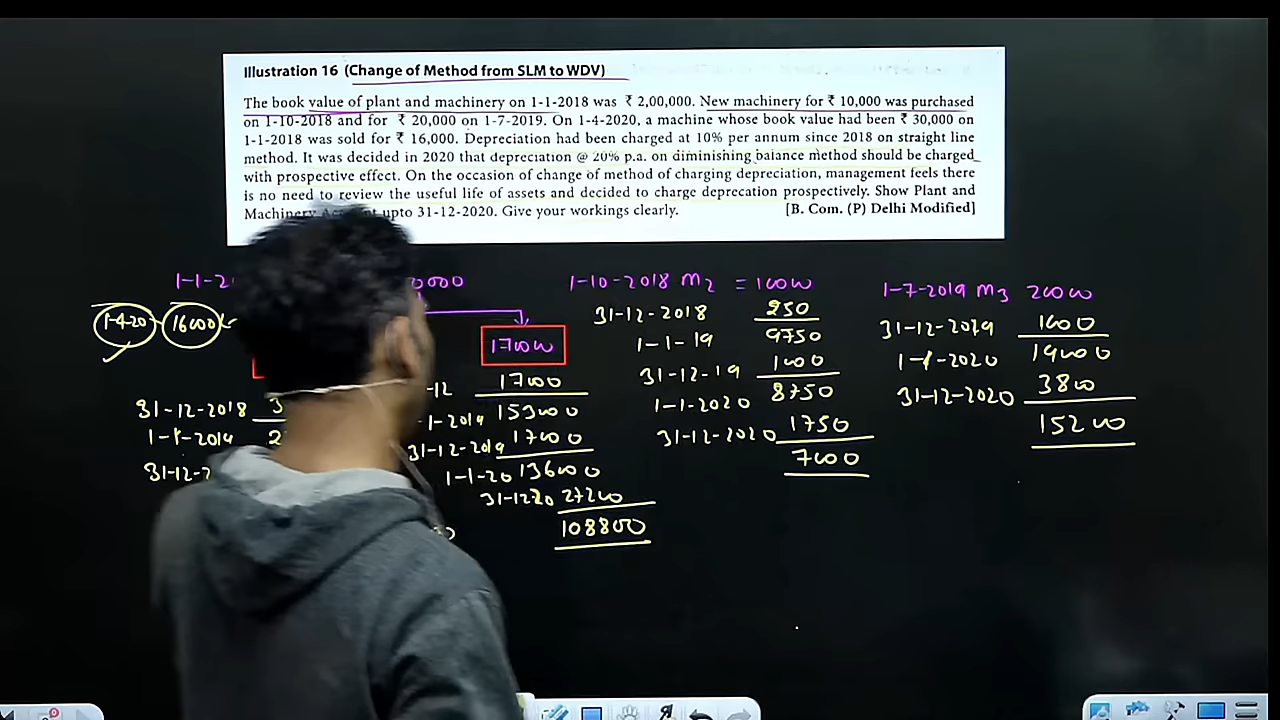 Illustration 16 (Change of Method from SLM to WDV)
The book value of plant and machinery on 1-1-2018 was ₹ 2,00,000. New machinery for ₹ 10,000 was purchased
on 1-10-2018 and for ₹ 20,000 on 1-7-2019. On 1-4-2020, a machine whose book value had been ₹ 30,000 on
1-1-2018 was sold for ₹ 16,000. Depreciation had been charged at 10% per annum since 2018 on straight line
method. It was decided in 2020 that depreciation @ 20% p.a. on diminishing balance method should be charged
with prospective effect. On the occasion of change of method of charging depreciation, management feels there
is no need to review the useful life of assets and decided to charge deprecation prospectively. Show Plant and
Machinery upto 31-12-2020. Give your workings clearly. [B. Com. (P) Delhi Modified]
1-4-20 16000
170000
17000
31-12-2018
1-1-2019 153000
31-12-2019 17000
1-1-20 136000
31-12-20 27200
108800
1-10-2018 M2 = 10000
31-12-2018 250
1-1-19 9750
31-12-19 1000
1-1-2020 8750
31-12-2020 1750
7000
1-7-2019 M3 20000
31-12-2019 1000
1-1-2020 19000
31-12-2020 3800
15200